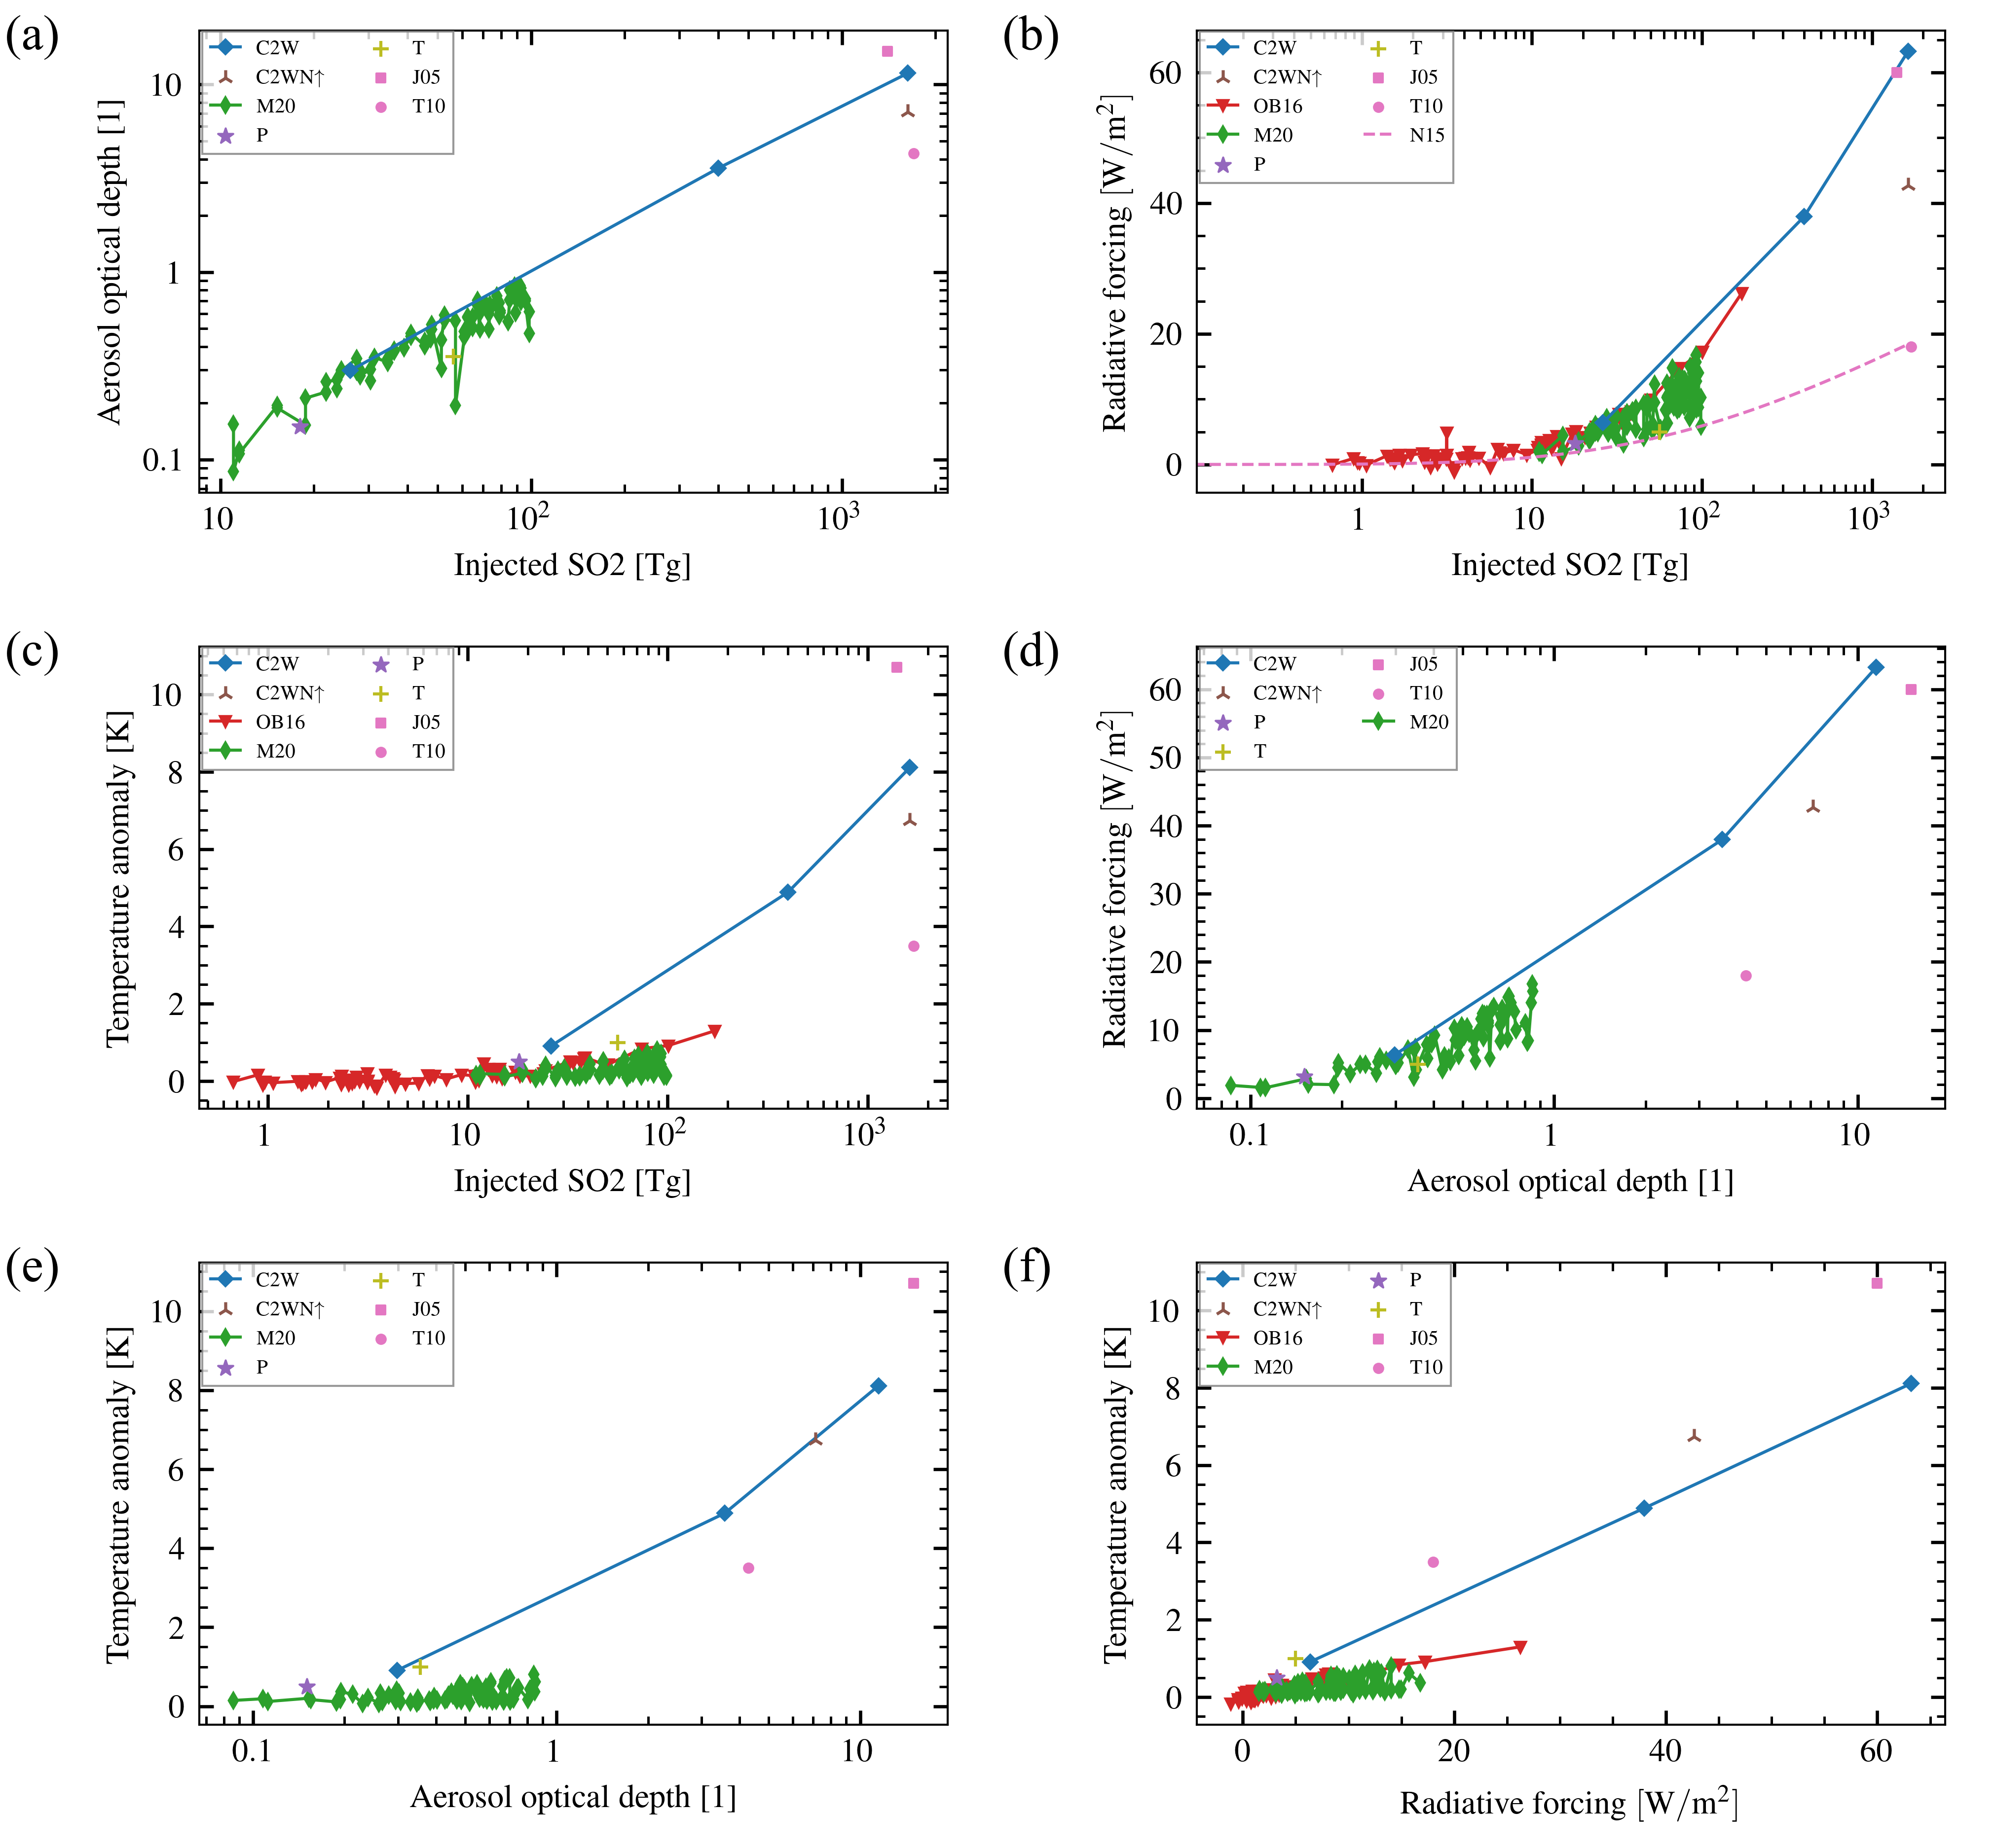 (a)
C2W
C2WN↑
M20
P
T
J05
T10
10
1
0.1
Aerosol optical depth [1]
10
10²
10³
Injected SO2 [Tg]
(b)
C2W
C2WN↑
OB16
M20
P
T
J05
T10
N15
60
40
20
0
Radiative forcing [W/m²]
1
10
10²
10³
Injected SO2 [Tg]
(c)
C2W
C2WN↑
OB16
M20
P
T
J05
T10
10
8
6
4
2
0
Temperature anomaly [K]
1
10
10²
10³
Injected SO2 [Tg]
(d)
C2W
C2WN↑
P
T
J05
T10
M20
60
50
40
30
20
10
0
Radiative forcing [W/m²]
0.1
1
10
Aerosol optical depth [1]
(e)
C2W
C2WN↑
M20
P
T
J05
T10
10
8
6
4
2
0
Temperature anomaly [K]
0.1
1
10
Aerosol optical depth [1]
(f)
C2W
C2WN↑
OB16
M20
P
T
J05
T10
10
8
6
4
2
0
Temperature anomaly [K]
0
20
40
60
Radiative forcing [W/m²]